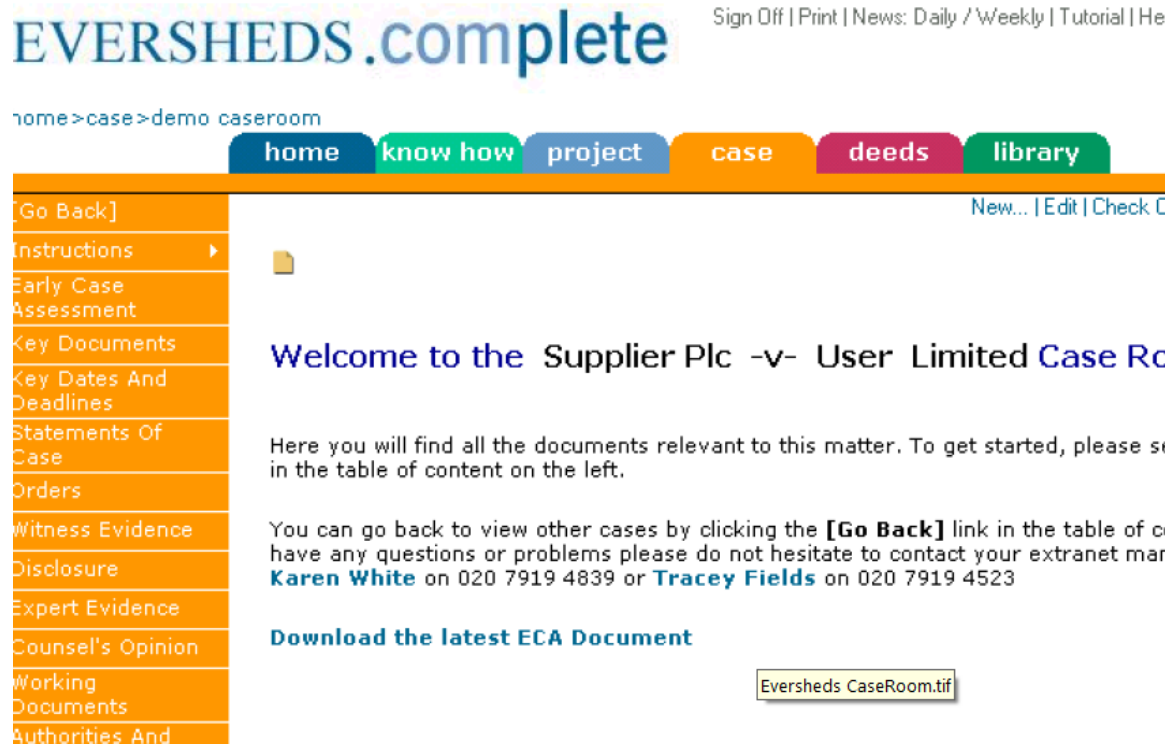 EVERSHEDS.complete
Sign Off | Print | News: Daily / Weekly | Tutorial | He
home>case>demo caseroom
home know how project case deeds library
New... | Edit | Check
[Go Back]
Instructions
Early Case
Assessment
Key Documents
Key Dates And
Deadlines
Statements Of
Case
Orders
Witness Evidence
Disclosure
Expert Evidence
Counsel's Opinion
Working
Documents
Authorities And
Welcome to the Supplier Plc -v- User Limited Case Ro
Here you will find all the documents relevant to this matter. To get started, please se
in the table of content on the left.
You can go back to view other cases by clicking the [Go Back] link in the table of c
have any questions or problems please do not hesitate to contact your extranet mar
Karen White on 020 7919 4839 or Tracey Fields on 020 7919 4523
Download the latest ECA Document
Eversheds CaseRoom.tif